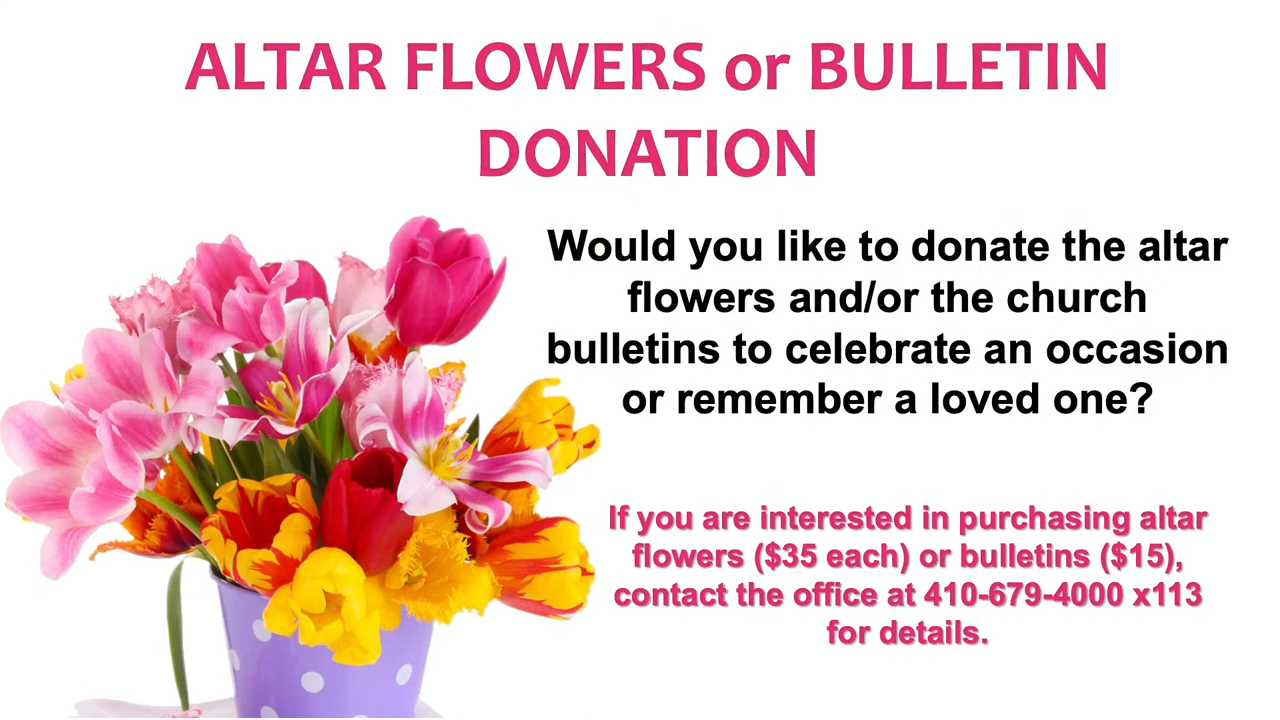 ALTAR FLOWERS or BULLETIN
DONATION
Would you like to donate the altar
flowers and/or the church
bulletins to celebrate an occasion
or remember a loved one?
If you are interested in purchasing altar
flowers ($35 each) or bulletins ($15),
contact the office at 410-679-4000 x113
for details.